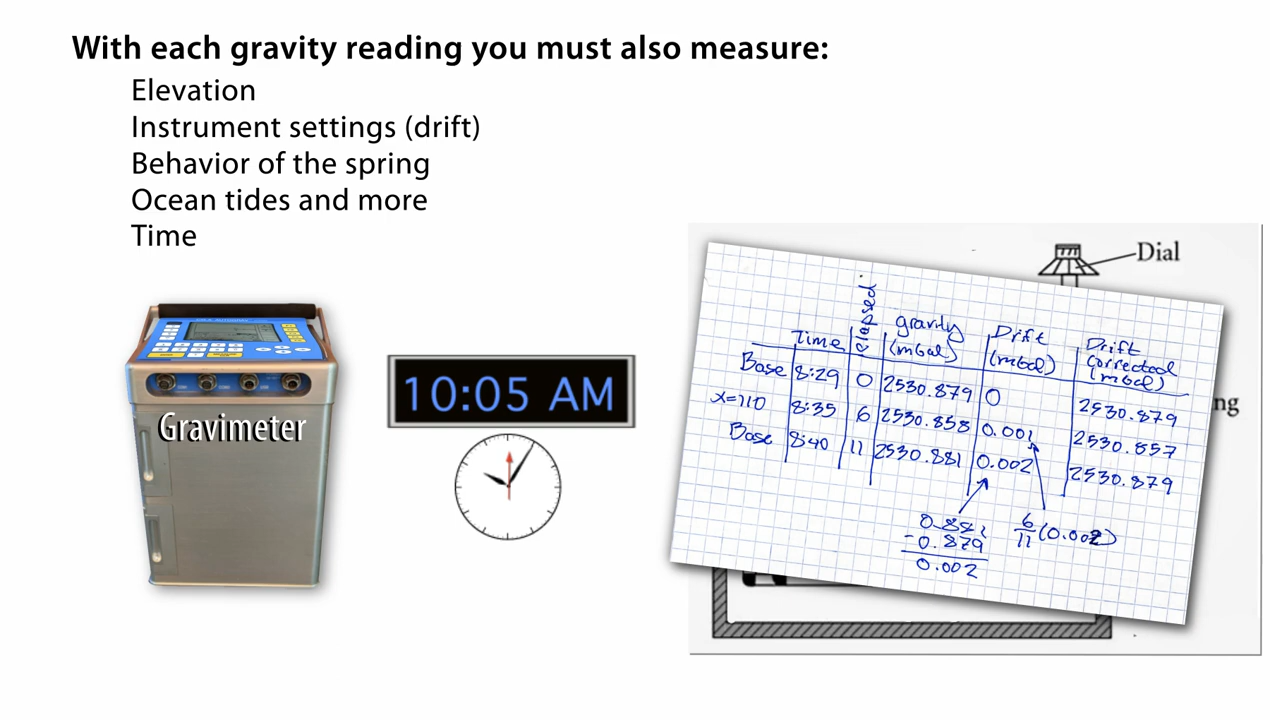 With each gravity reading you must also measure:
Elevation
Instrument settings (drift)
Behavior of the spring
Ocean tides and more
Time
Gravimeter
10:05 AM
Dial
ng
Time elapsed gravity (mGal) Drift (mGal) Drift corrected (mGal)
Base 8:29 0 2530.879 0 2530.879
x=110 8:35 6 2530.858 0.001 2530.857
Base 8:40 11 2530.881 0.002 2530.879
0.881
-0.879
0.002
6/11 (0.002)